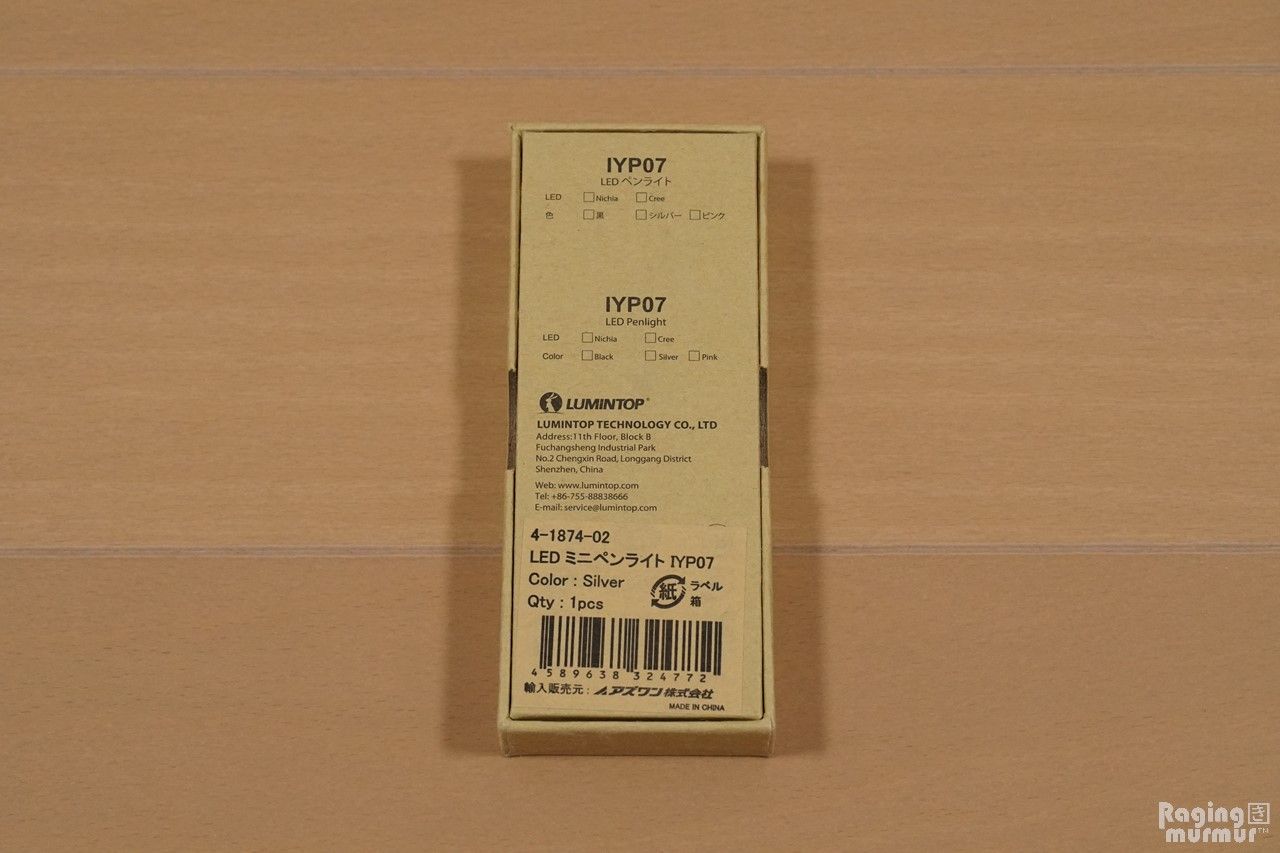 IYP07
LED ペンライト
LED □Nichia □Cree
色 □黒 □シルバー □ピンク
IYP07
LED Penlight
LED □Nichia □Cree
Color □Black □Silver □Pink
LUMINTOP®
LUMINTOP TECHNOLOGY CO., LTD
Address:11th Floor, Block B
Fuchangsheng Industrial Park
No.2 Chengxin Road, Longgang District
Shenzhen, China
Web: www.lumintop.com
Tel: +86-755-88838666
E-mail: service@lumintop.com
4-1874-02
LED ミニペンライト IYP07
Color : Silver
Qty : 1pcs
紙 ラベル
箱
4 589638 324772
輸入販売元: アズワン株式会社
MADE IN CHINA
Raging き
murmur™